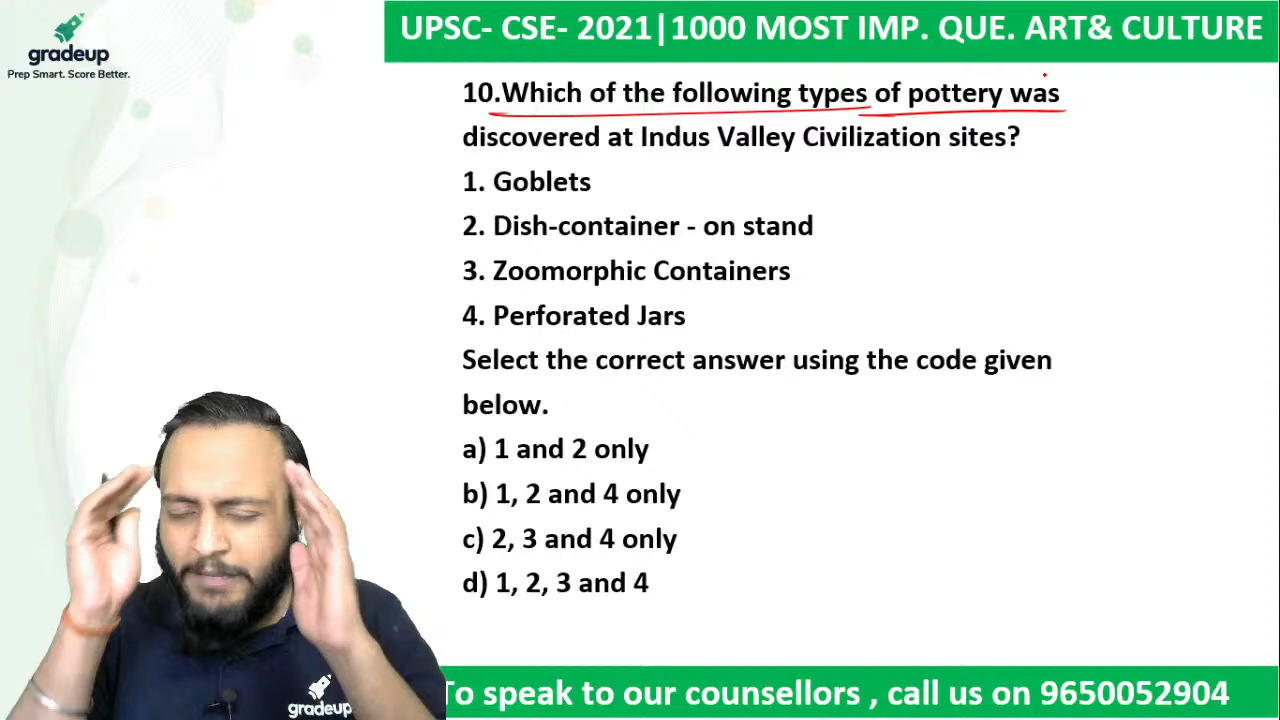 gradeup
Prep Smart. Score Better.
UPSC- CSE- 2021|1000 MOST IMP. QUE. ART& CULTURE
10.Which of the following types of pottery was
discovered at Indus Valley Civilization sites?
1. Goblets
2. Dish-container - on stand
3. Zoomorphic Containers
4. Perforated Jars
Select the correct answer using the code given
below.
a) 1 and 2 only
b) 1, 2 and 4 only
c) 2, 3 and 4 only
d) 1, 2, 3 and 4
gradeup
To speak to our counsellors , call us on 9650052904